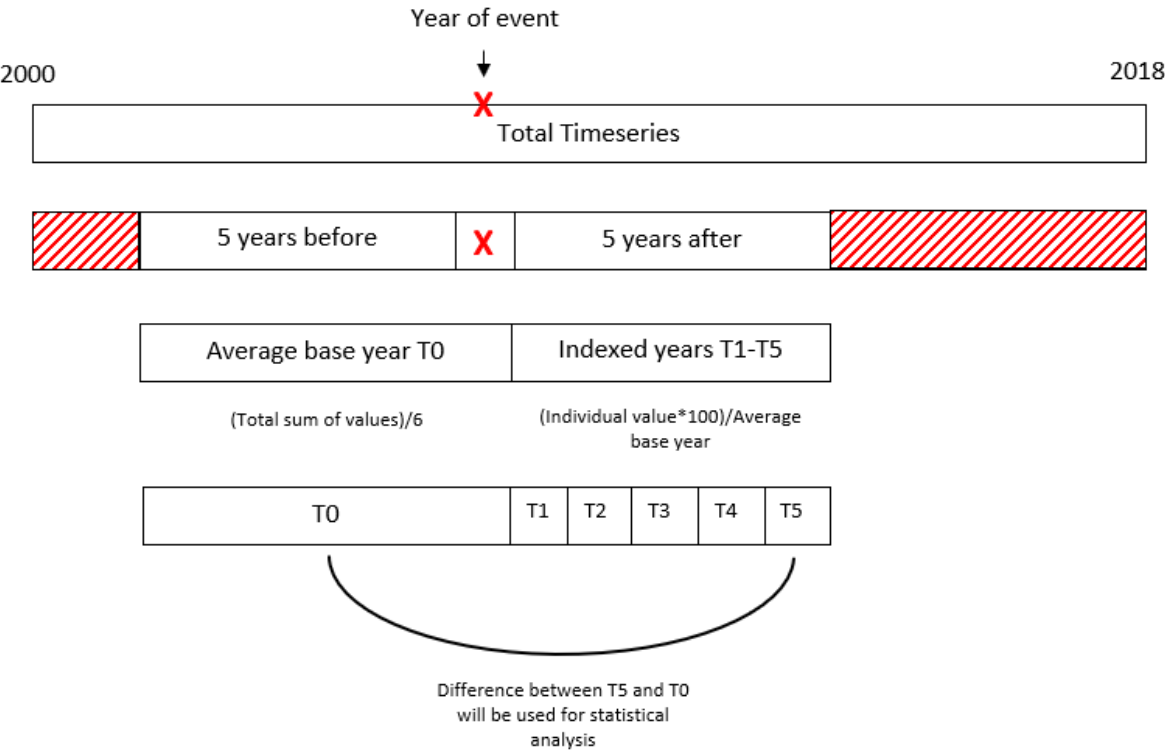 Year of event
2000
2018
X
Total Timeseries
5 years before
X
5 years after
Average base year T0
Indexed years T1-T5
(Total sum of values)/6
(Individual value*100)/Average
base year
T0
T1
T2
T3
T4
T5
Difference between T5 and T0
will be used for statistical
analysis